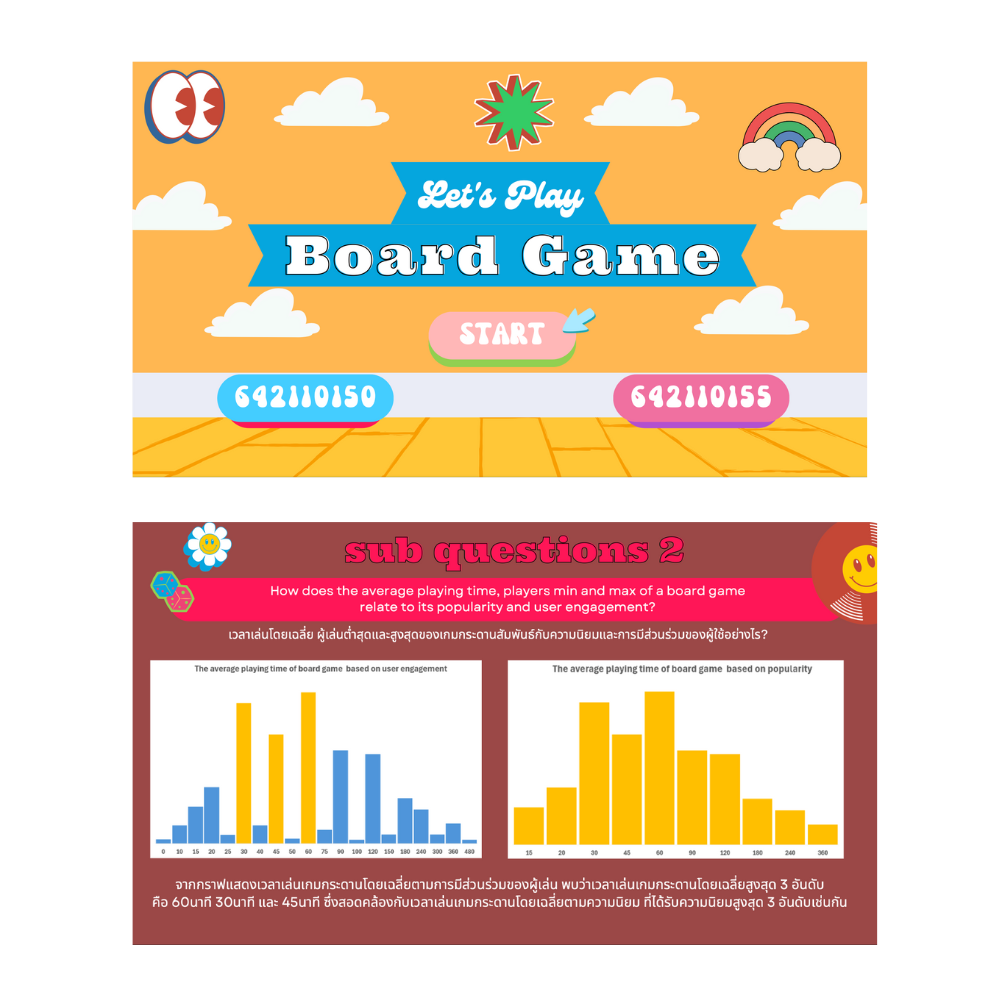 Let's Play
Board Game
START
642110150
642110155
sub questions 2
How does the average playing time, players min and max of a board game
relate to its popularity and user engagement?
เวลาเล่นโดยเฉลี่ย ผู้เล่นต่ำสุดและสูงสุดของเกมกระดานสัมพันธ์กับความนิยมและการมีส่วนร่วมของผู้ใช้อย่างไร?
The average playing time of board game based on user engagement
0 10 15 20 25 30 40 45 50 60 75 90 100 120 150 180 240 300 360 480
The average playing time of board game based on popularity
15 20 30 45 60 90 120 180 240 360
จากกราฟแสดงเวลาเล่นเกมกระดานโดยเฉลี่ยตามการมีส่วนร่วมของผู้เล่น พบว่าเวลาเล่นเกมกระดานโดยเฉลี่ยสูงสุด 3 อันดับ
คือ 60นาที 30นาที และ 45นาที ซึ่งสอดคล้องกับเวลาเล่นเกมกระดานโดยเฉลี่ยตามความนิยม ที่ได้รับความนิยมสูงสุด 3 อันดับเช่นกัน